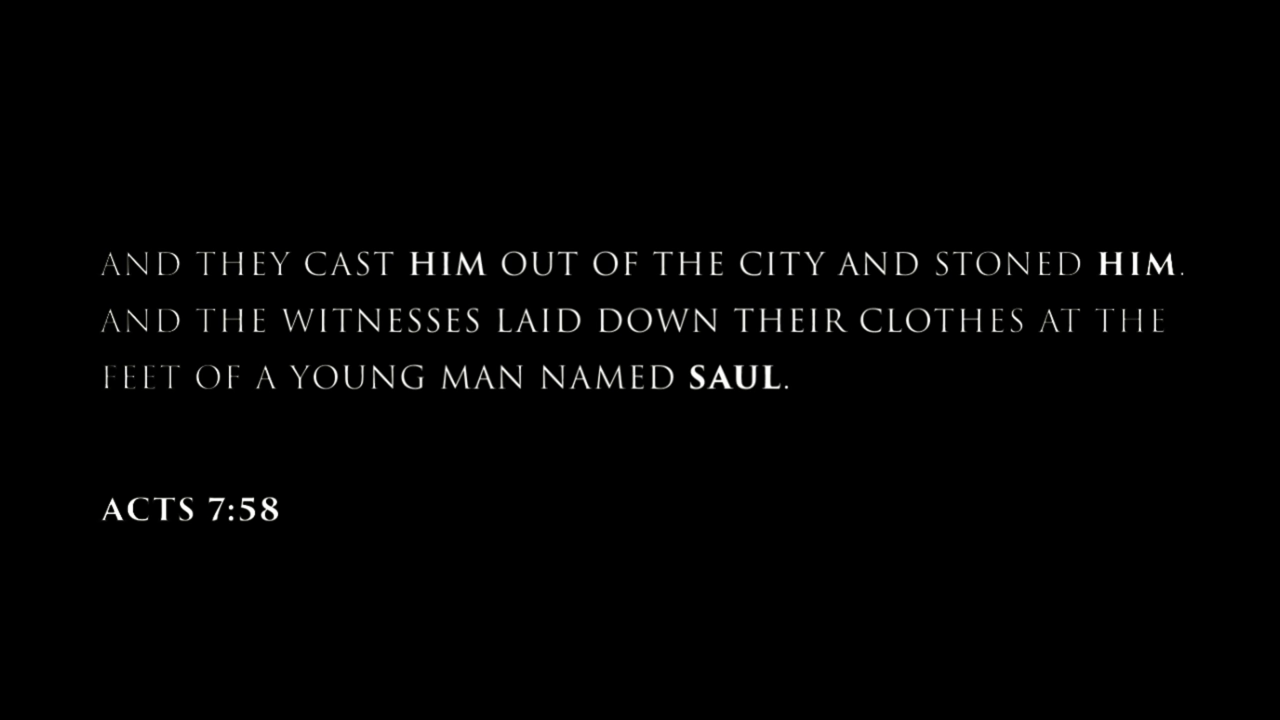 AND THEY CAST HIM OUT OF THE CITY AND STONED HIM.
AND THE WITNESSES LAID DOWN THEIR CLOTHES AT THE
FEET OF A YOUNG MAN NAMED SAUL.
ACTS 7:58